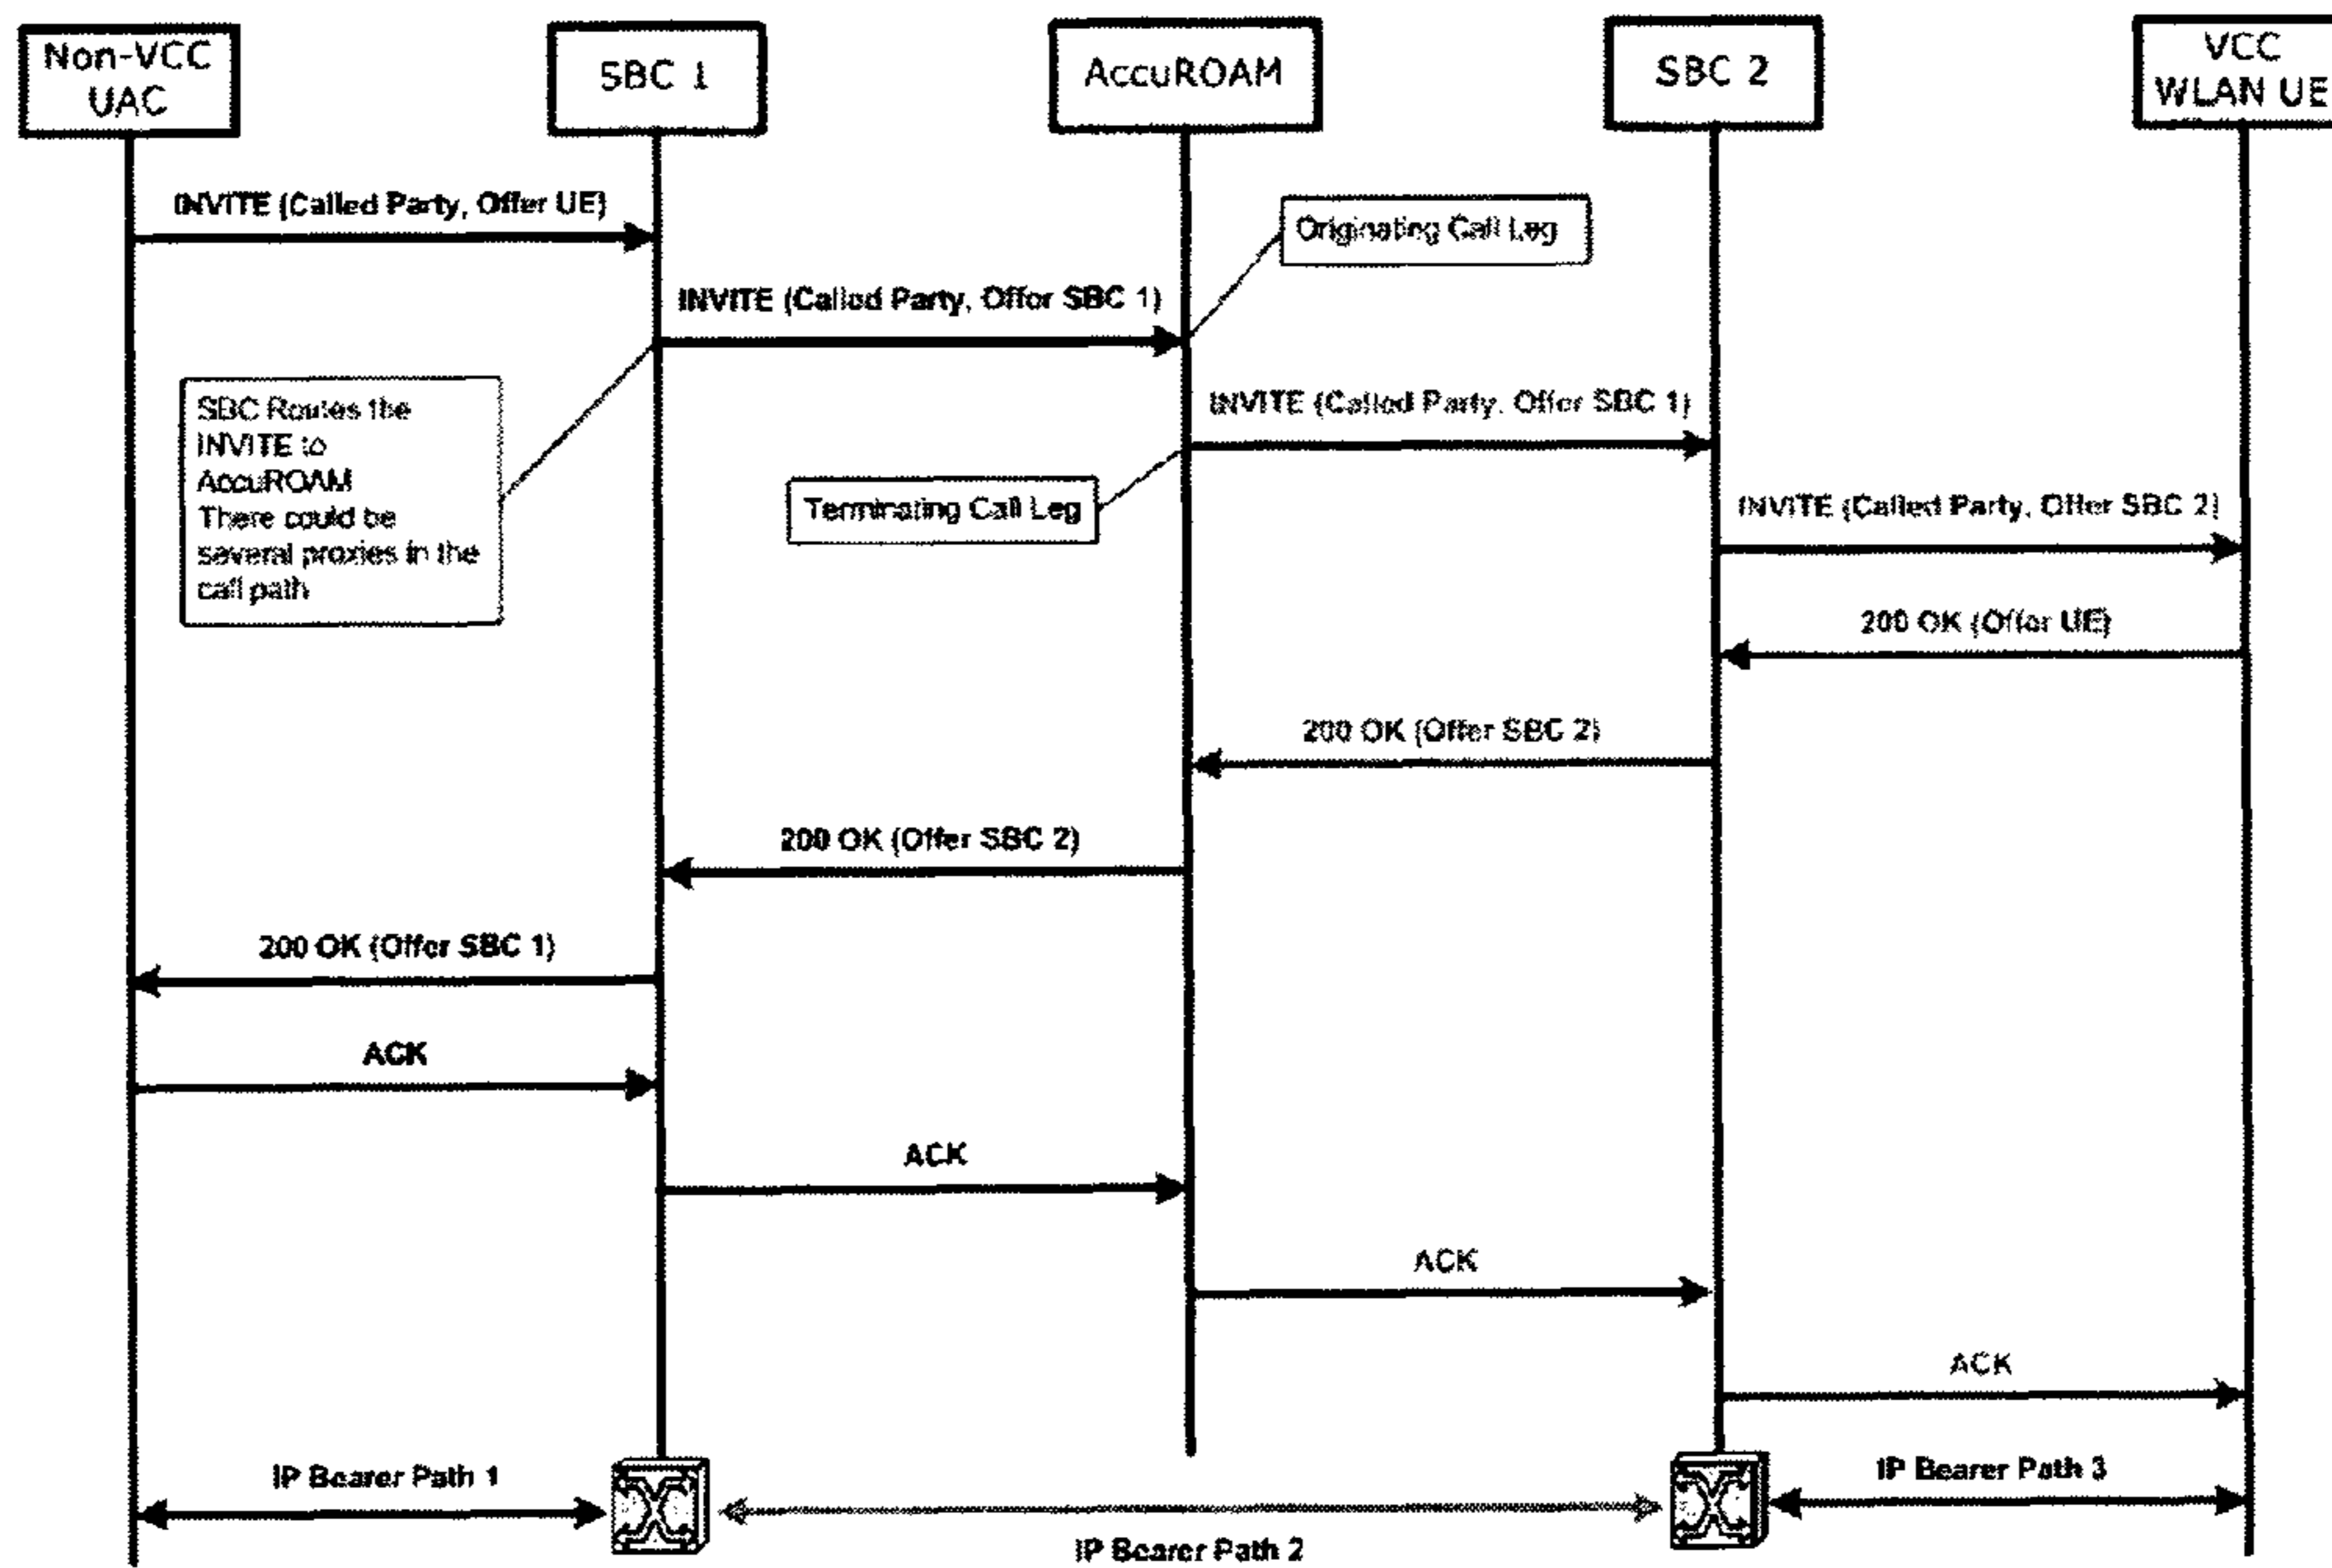 Non-VCC
UAC
SBC 1
AccuROAM
SBC 2
VCC
WLAN UE
INVITE (Called Party, Offer UE)
Originating Call Leg
INVITE (Called Party, Offer SBC 1)
SBC Routes the
INVITE to
AccuROAM
There could be
several proxies in the
call path
INVITE (Called Party, Offer SBC 1)
Terminating Call Leg
INVITE (Called Party, Offer SBC 2)
200 OK (Offer UE)
200 OK (Offer SBC 2)
200 OK (Offer SBC 2)
200 OK (Offer SBC 1)
ACK
ACK
ACK
ACK
IP Bearer Path 1
IP Bearer Path 2
IP Bearer Path 3